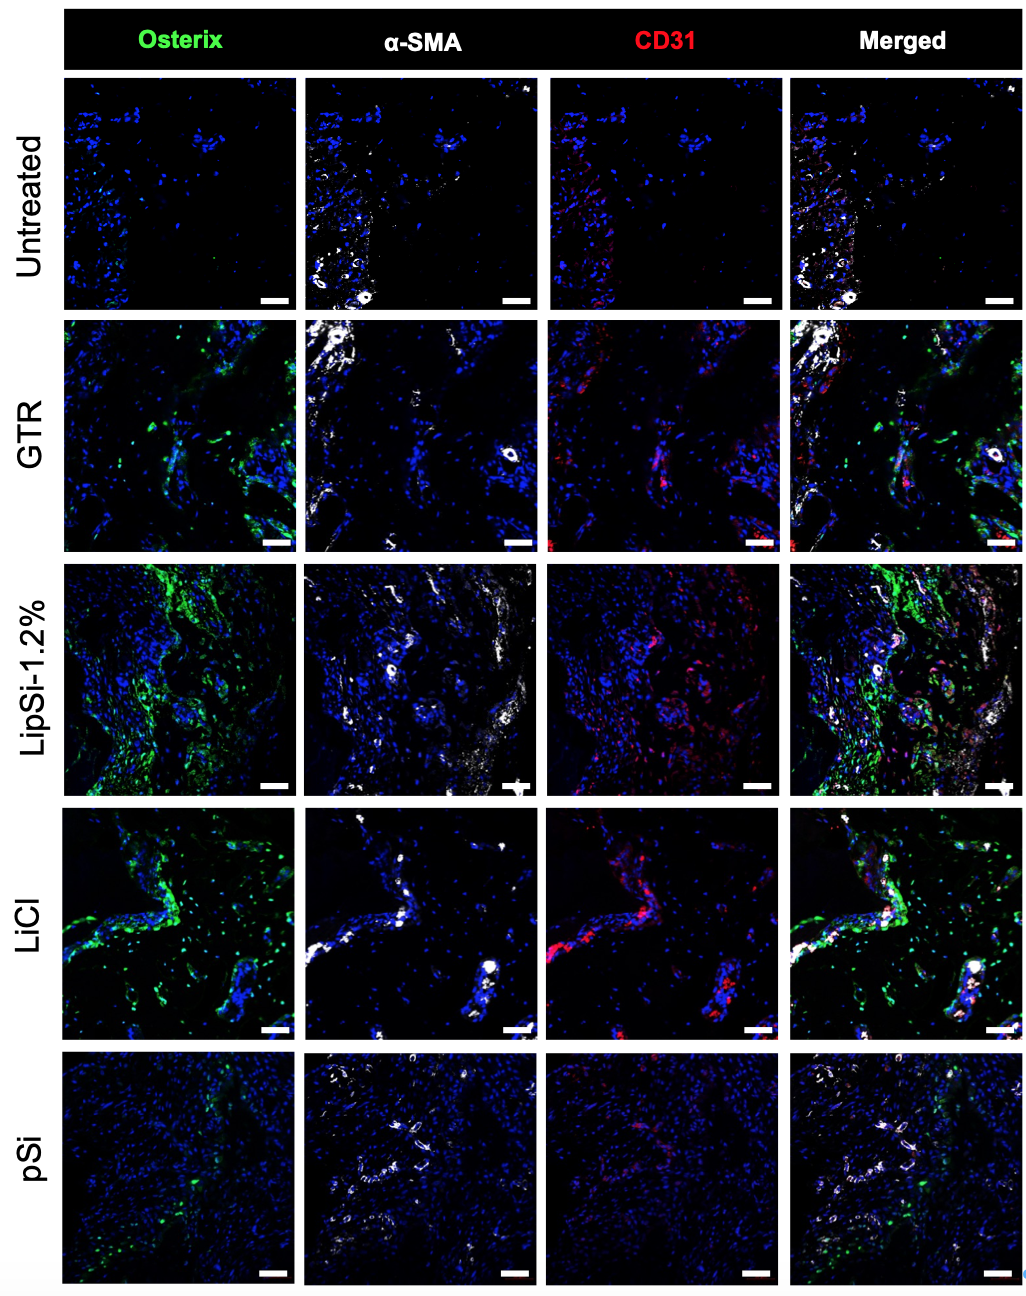 Osterix α-SMA CD31 Merged
Untreated
GTR
LipSi-1.2%
LiCl
pSi